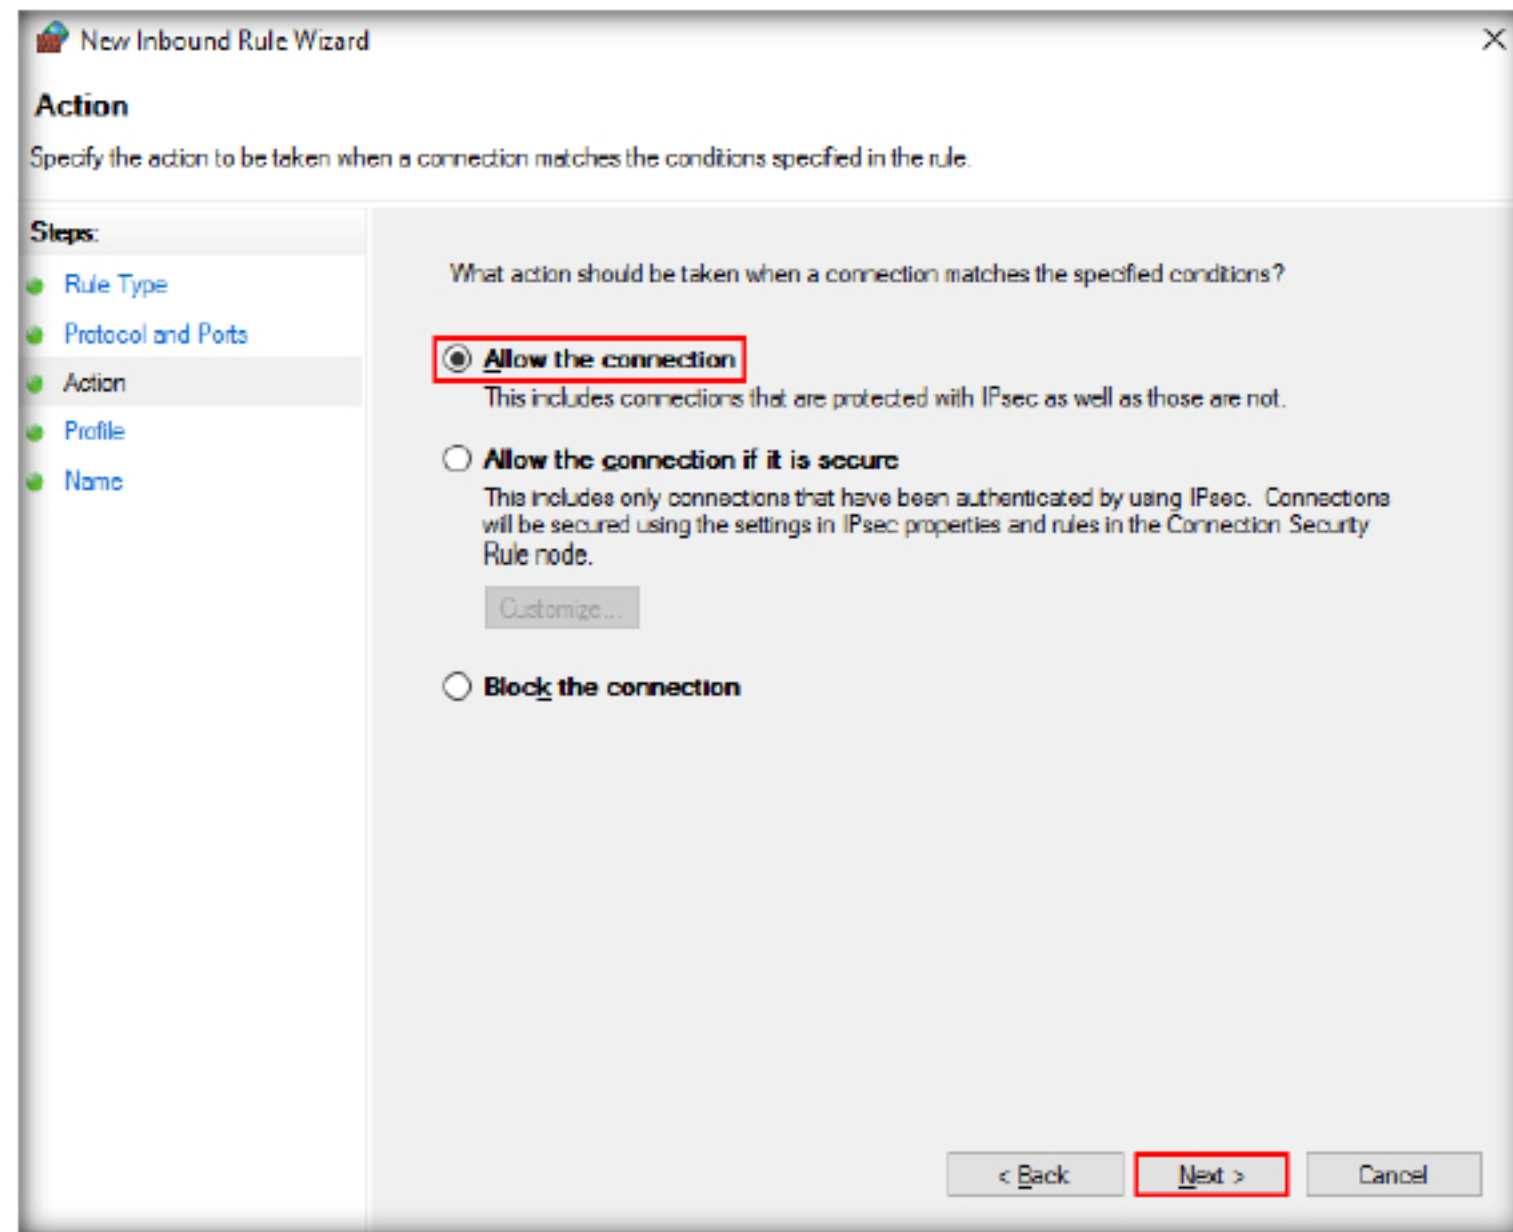 New Inbound Rule Wizard
Action
Specify the action to be taken when a connection matches the conditions specified in the rule.
Steps:
Rule Type
Protocol and Ports
Action
Profile
Name
What action should be taken when a connection matches the specified conditions?
Allow the connection
This includes connections that are protected with IPsec as well as those are not.
Allow the connection if it is secure
This includes only connections that have been authenticated by using IPsec. Connections
will be secured using the settings in IPsec properties and rules in the Connection Security
Rule node.
Customize...
Block the connection
< Back
Next >
Cancel